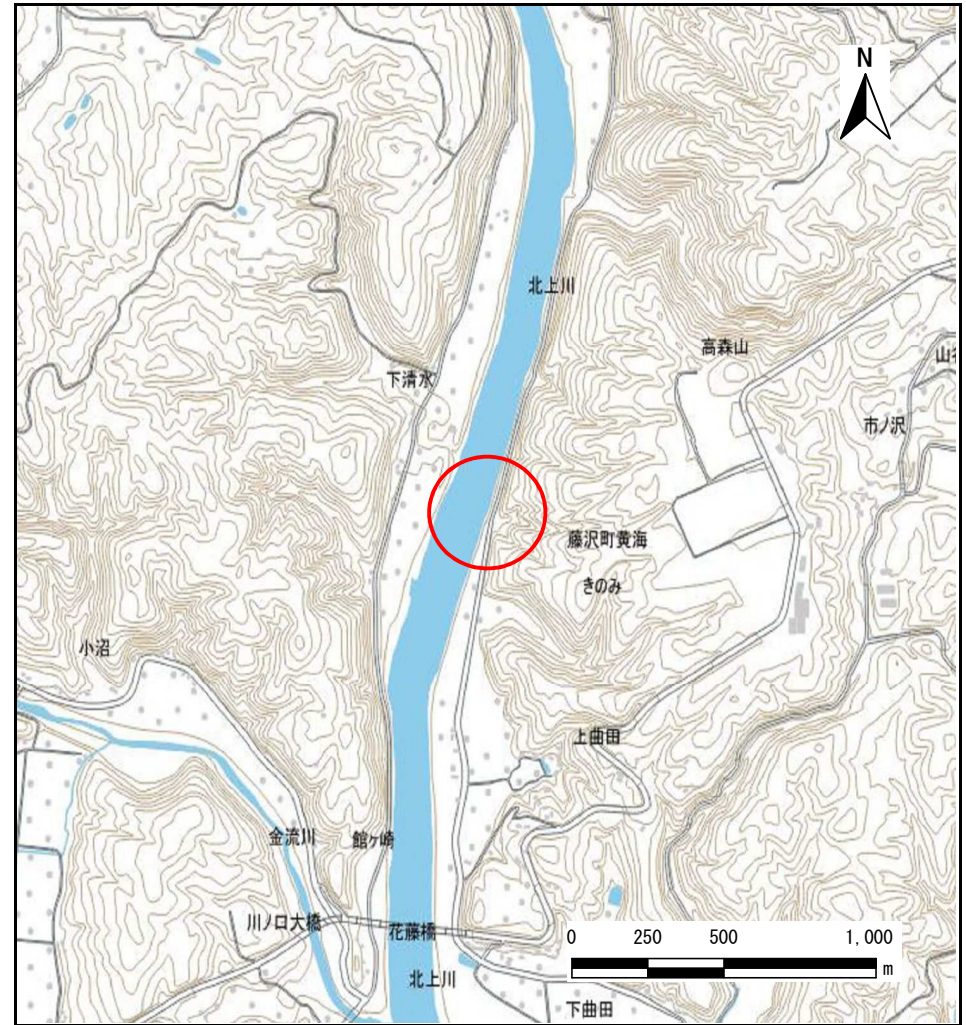 N
北上川
高森山
下清水
市ノ沢
藤沢町黄海
きのみ
小沼
上曲田
金流川
館ヶ崎
川ノ口大橋
花藤橋
0 250 500 1,000
m
北上川
下曲田